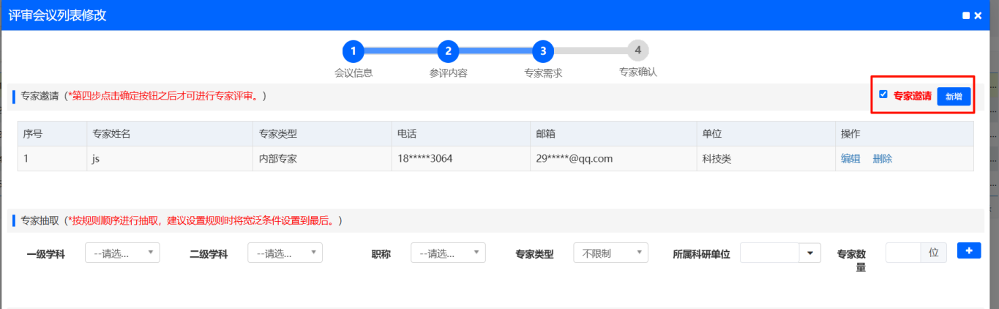 评审会议列表修改
1 2 3 4
会议信息 参评内容 专家需求 专家确认
专家邀请（*第四步点击确定按钮之后才可进行专家评审。） 专家邀请 新增
序号 专家姓名 专家类型 电话 邮箱 单位 操作
1 js 内部专家 18*****3064 29*****@qq.com 科技类 编辑 删除
专家抽取（*按规则顺序进行抽取，建议设置规则时将宽泛条件设置到最后。）
一级学科 --请选... 二级学科 --请选... 职称 --请选... 专家类型 不限制 所属科研单位 专家数 位 +
量